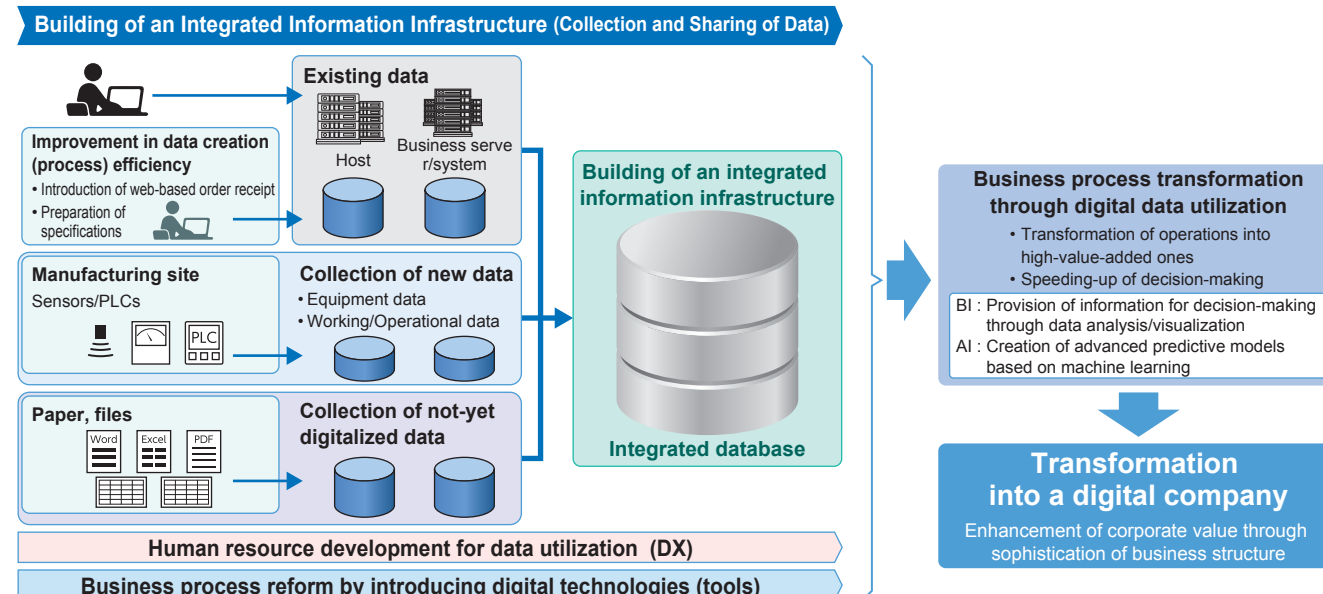 Building of an Integrated Information Infrastructure (Collection and Sharing of Data)
Existing data
Host
Business serve
r/system
Improvement in data creation
(process) efficiency
• Introduction of web-based order receipt
• Preparation of
specifications
Manufacturing site
Sensors/PLCs
PLC
Collection of new data
• Equipment data
• Working/Operational data
Paper, files
Word
Excel
PDF
Collection of not-yet
digitalized data
Building of an integrated
information infrastructure
Integrated database
Human resource development for data utilization (DX)
Business process reform by introducing digital technologies (tools)
Business process transformation
through digital data utilization
• Transformation of operations into
high-value-added ones
• Speeding-up of decision-making
BI : Provision of information for decision-making
through data analysis/visualization
AI : Creation of advanced predictive models
based on machine learning
Transformation
into a digital company
Enhancement of corporate value through
sophistication of business structure